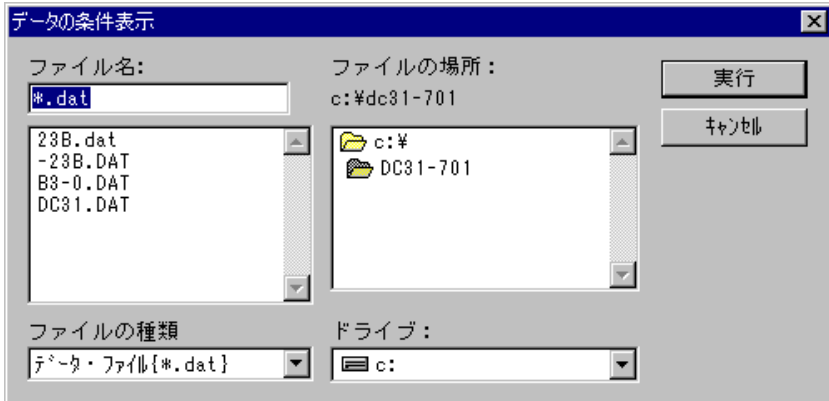 データの条件表示
ファイル名:
*.dat
23B.dat
-23B.DAT
B3-0.DAT
DC31.DAT
ファイルの種類
ﾃﾞｰﾀ・ﾌｧｲﾙ{*.dat}
ファイルの場所：
c:¥dc31-701
c:¥
DC31-701
ドライブ：
c:
実行
ｷｬﾝｾﾙ